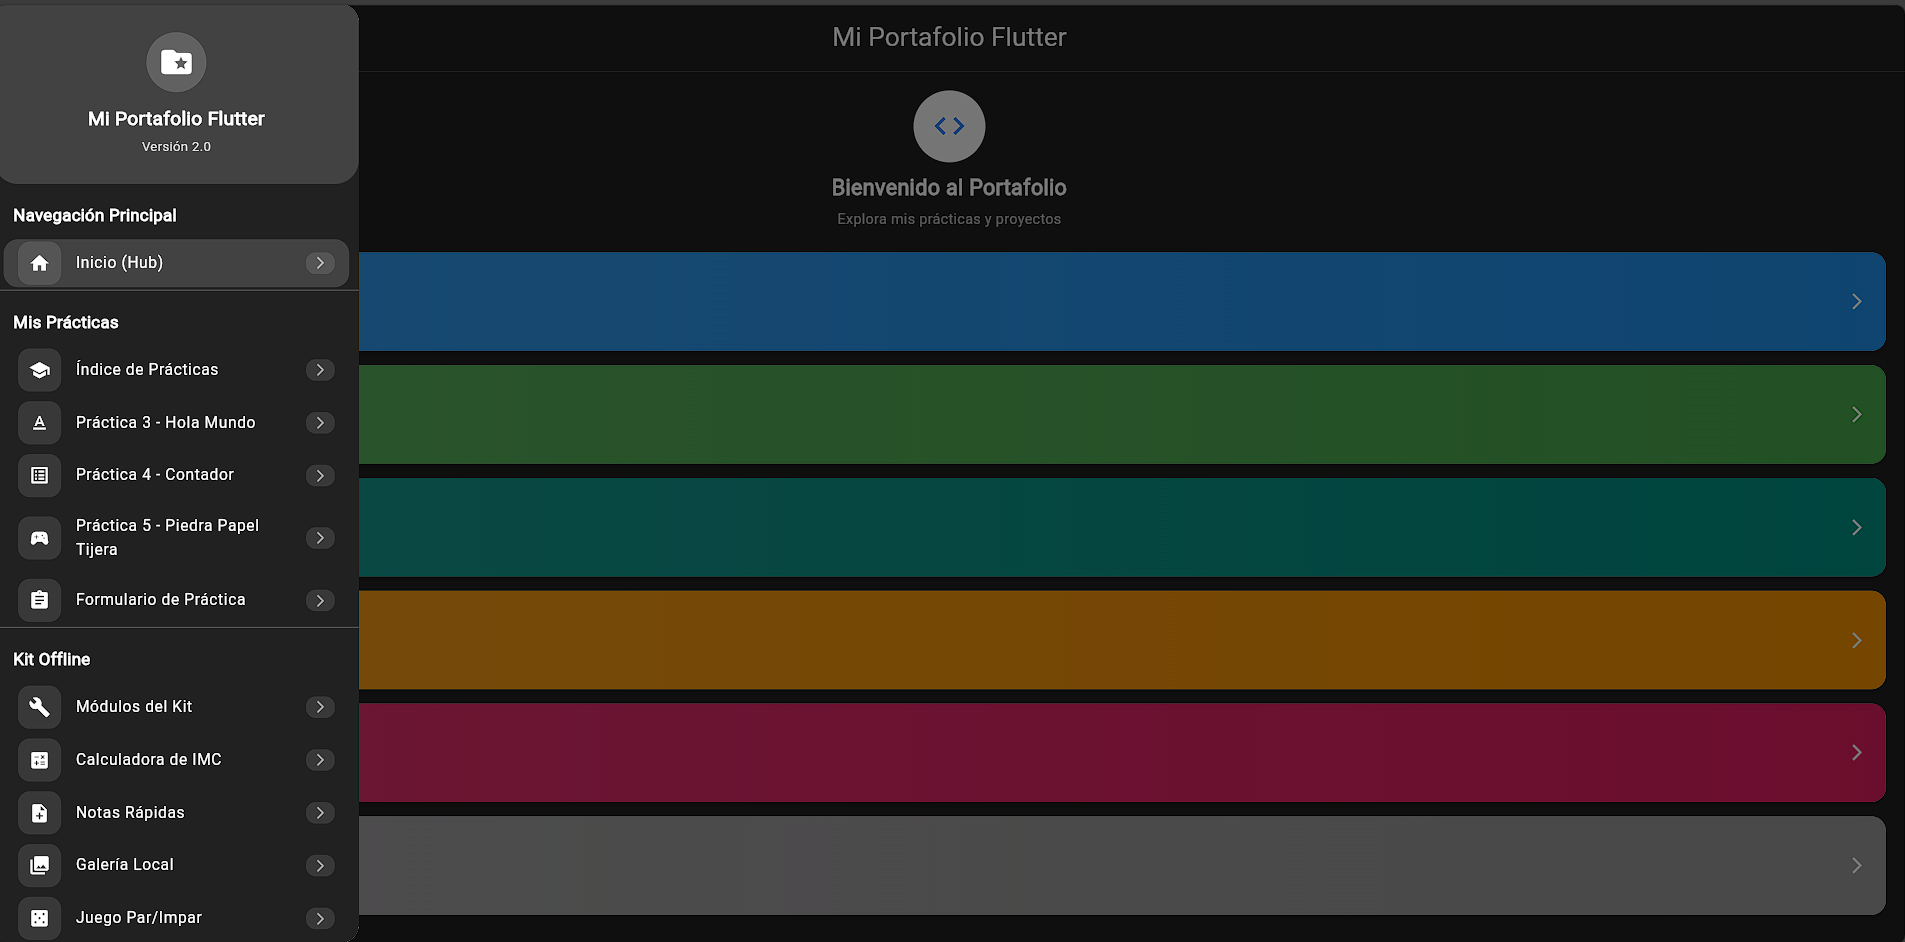 Mi Portafolio Flutter
Versión 2.0
Navegación Principal
Inicio (Hub)
Mis Prácticas
Índice de Prácticas
Práctica 3 - Hola Mundo
Práctica 4 - Contador
Práctica 5 - Piedra Papel
Tijera
Formulario de Práctica
Kit Offline
Módulos del Kit
Calculadora de IMC
Notas Rápidas
Galería Local
Juego Par/Impar
Mi Portafolio Flutter
Bienvenido al Portafolio
Explora mis prácticas y proyectos